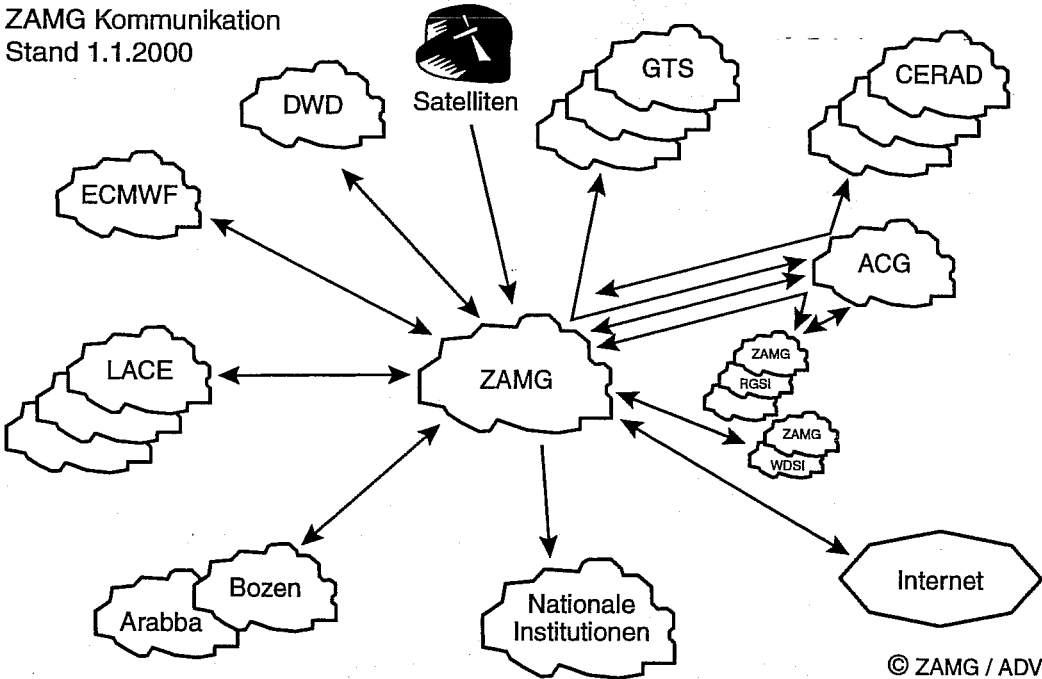 ZAMG Kommunikation
Stand 1.1.2000
Satelliten
DWD
GTS
CERAD
ECMWF
ACG
LACE
ZAMG
ZAMG
RGSI
ZAMG
WDSI
Arabba
Bozen
Nationale
Institutionen
Internet
© ZAMG / ADV